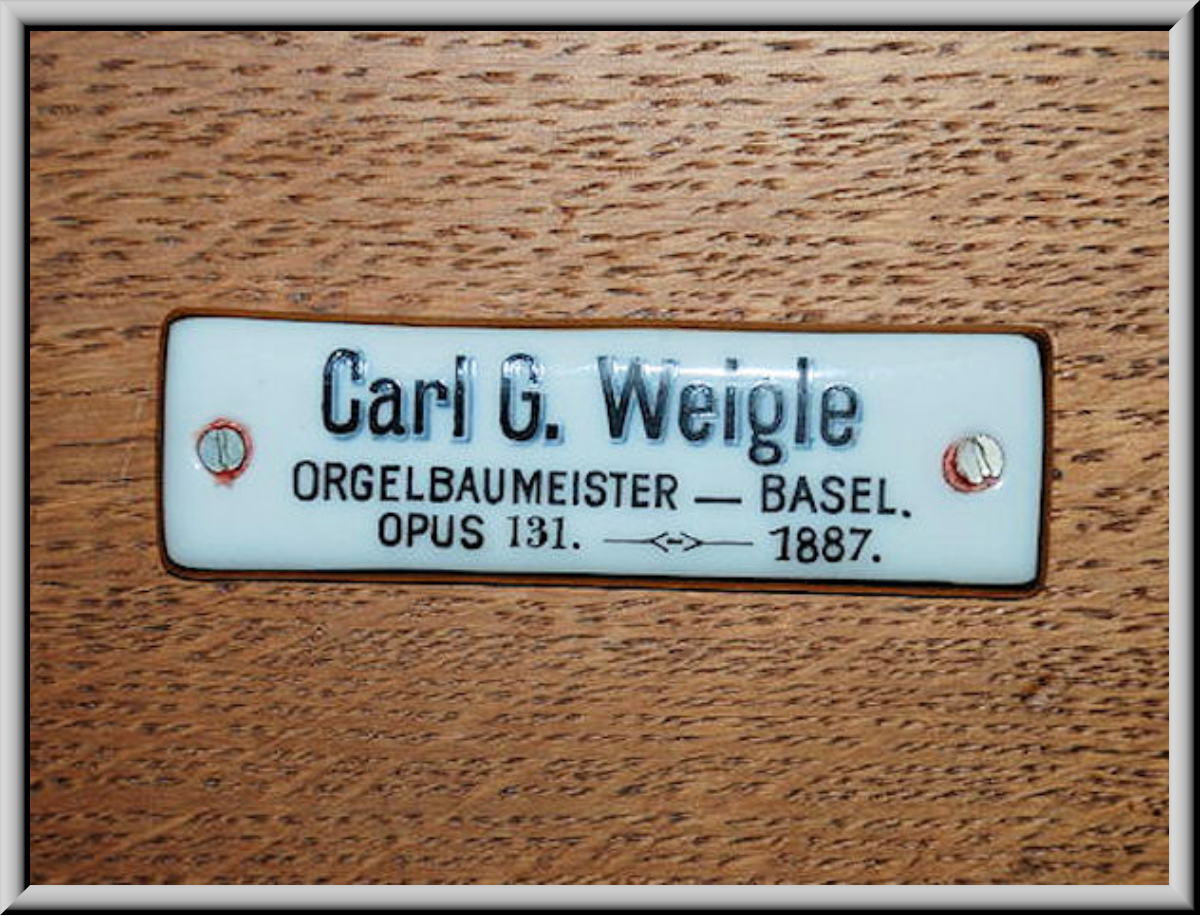 Carl G. Weigle
ORGELBAUMEISTER — BASEL.
OPUS 131. 1887.